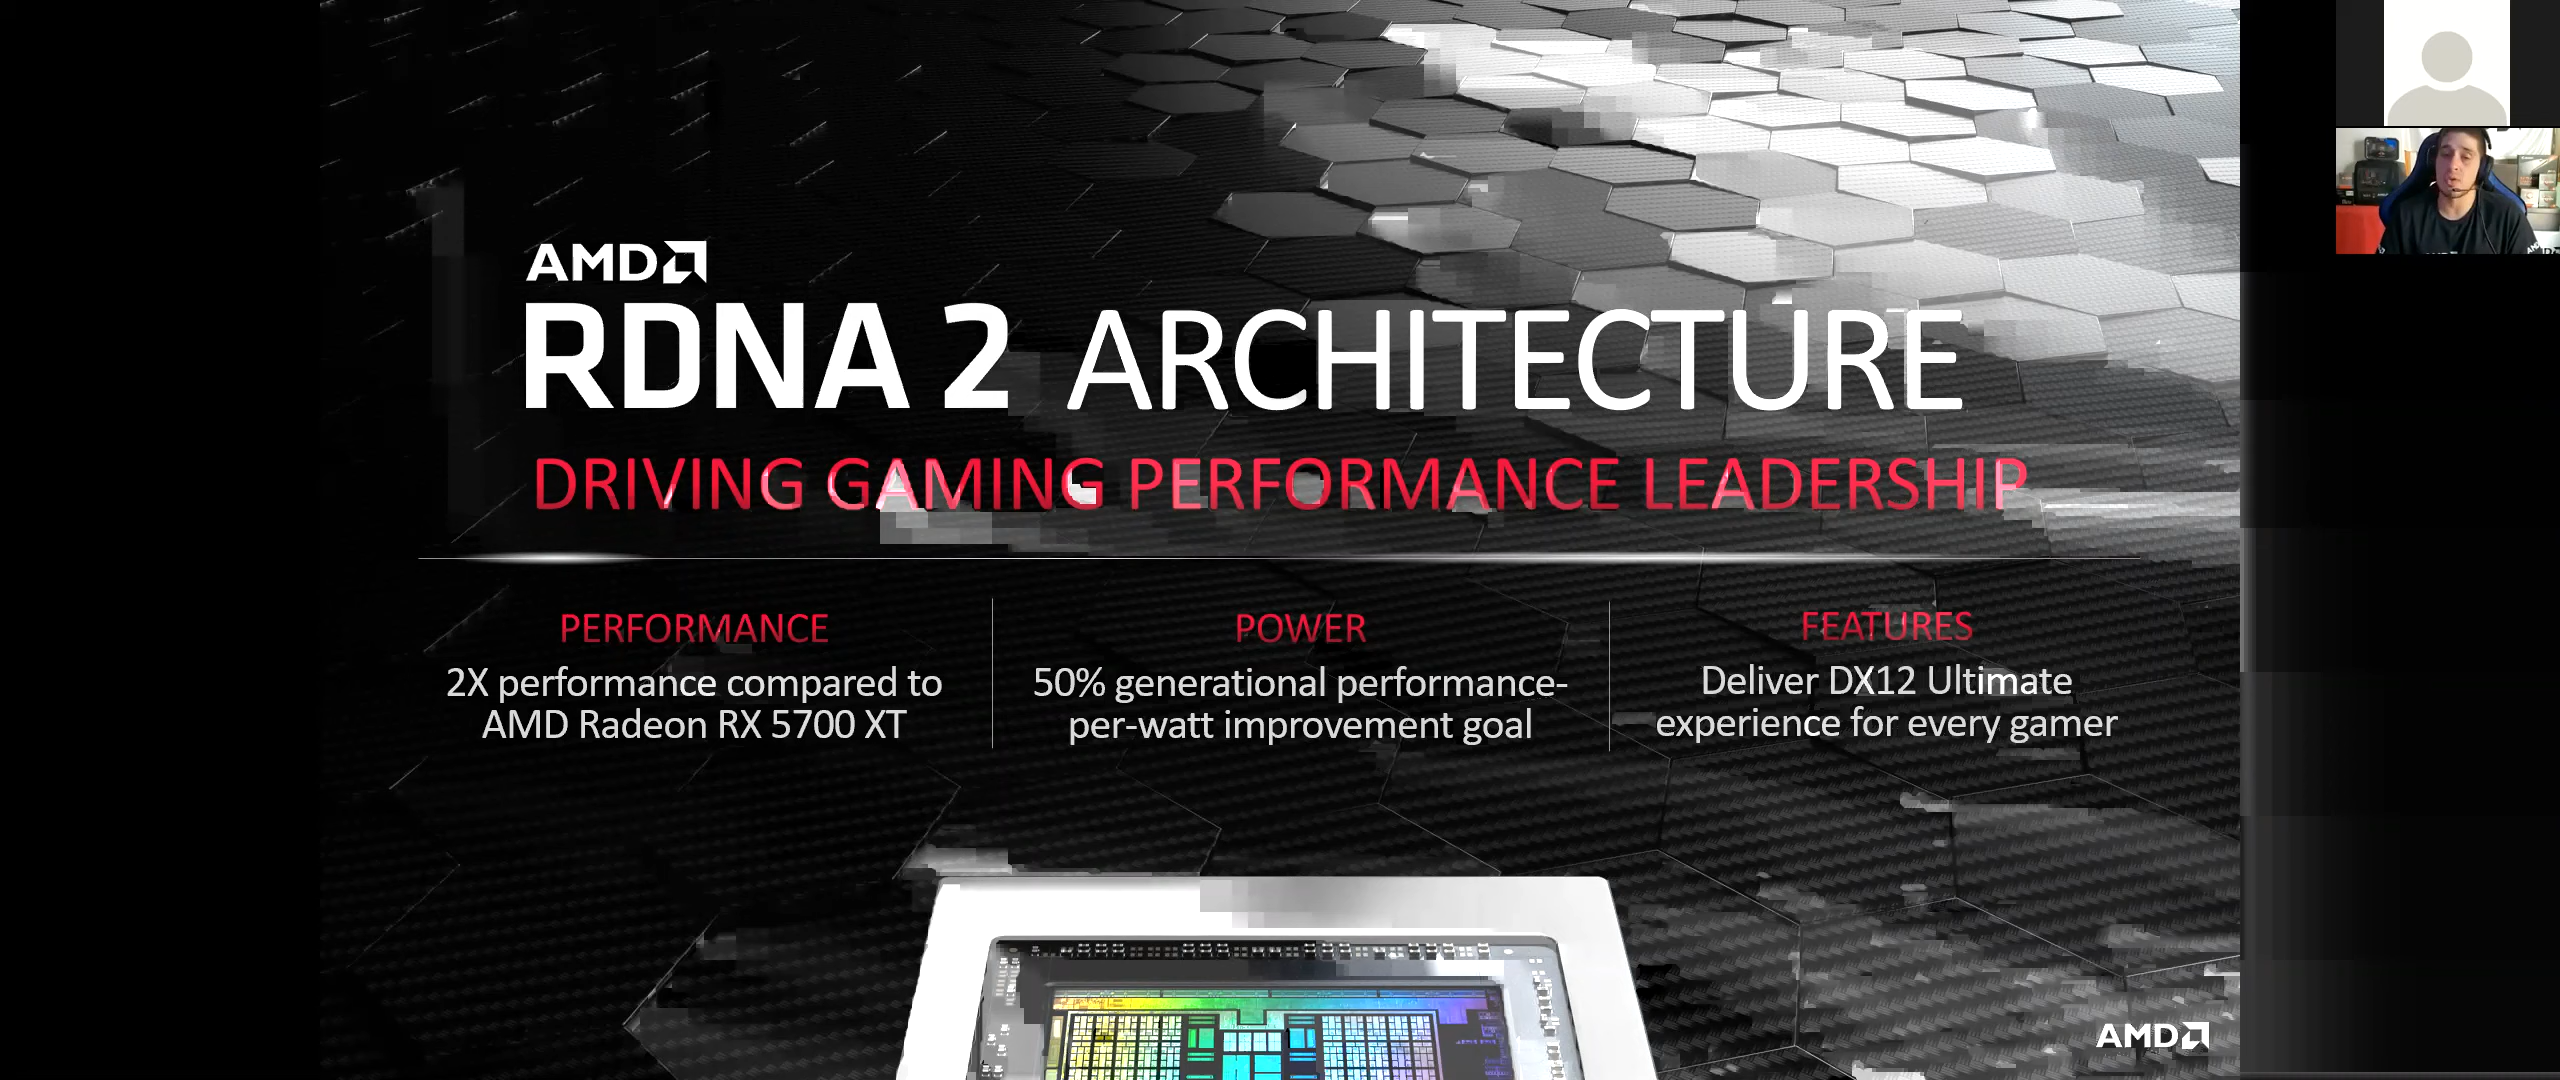 AMD
RDNA 2 ARCHITECTURE
DRIVING GAMING PERFORMANCE LEADERSHIP
PERFORMANCE
2X performance compared to
AMD Radeon RX 5700 XT
POWER
50% generational performance-
per-watt improvement goal
FEATURES
Deliver DX12 Ultimate
experience for every gamer
AMD